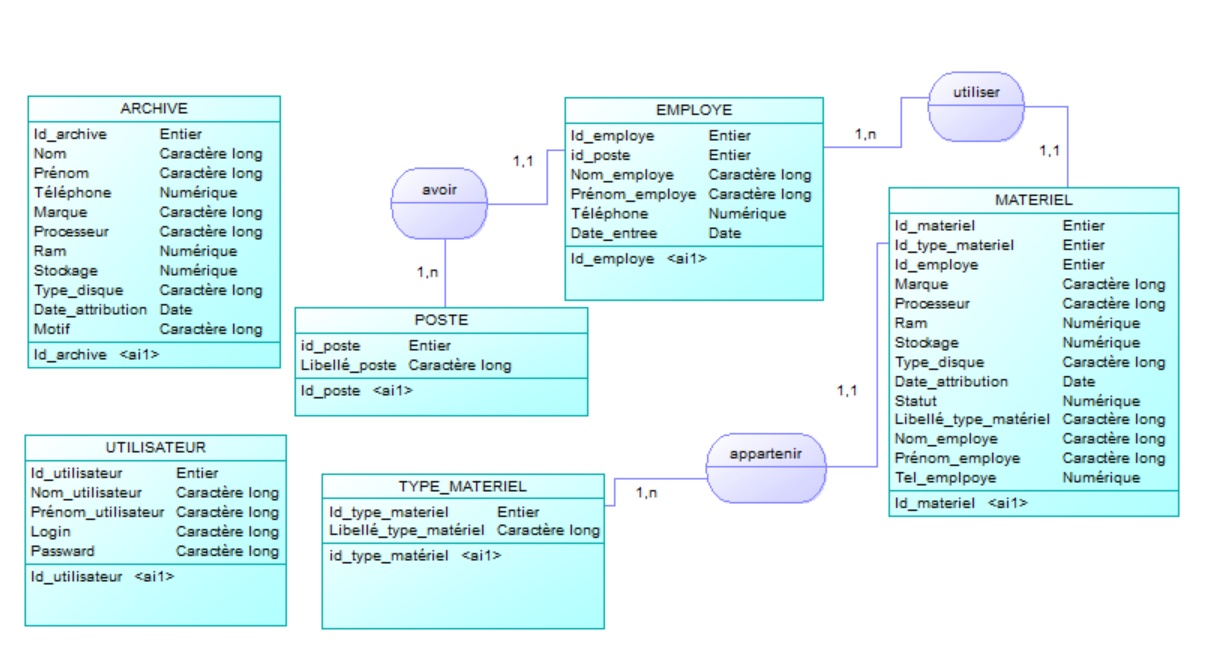 ARCHIVE
Id_archive Entier
Nom Caractère long
Prénom Caractère long
Téléphone Numérique
Marque Caractère long
Processeur Caractère long
Ram Numérique
Stockage Numérique
Type_disque Caractère long
Date_attribution Date
Motif Caractère long
Id_archive <ai1>
avoir
1,1
1,n
EMPLOYE
Id_employe Entier
id_poste Entier
Nom_employe Caractère long
Prénom_employe Caractère long
Téléphone Numérique
Date_entree Date
Id_employe <ai1>
1,n
utiliser
1,1
POSTE
id_poste Entier
Libellé_poste Caractère long
Id_poste <ai1>
MATERIEL
Id_materiel Entier
Id_type_materiel Entier
Id_employe Entier
Marque Caractère long
Processeur Caractère long
Ram Numérique
Stockage Numérique
Type_disque Caractère long
Date_attribution Date
Statut Numérique
Libellé_type_matériel Caractère long
Nom_employe Caractère long
Prénom_employe Caractère long
Tel_emplpoye Numérique
Id_materiel <ai1>
1,1
appartenir
1,n
UTILISATEUR
Id_utilisateur Entier
Nom_utilisateur Caractère long
Prénom_utilisateur Caractère long
Login Caractère long
Passward Caractère long
Id_utilisateur <ai1>
TYPE_MATERIEL
Id_type_materiel Entier
Libellé_type_matériel Caractère long
id_type_matériel <ai1>